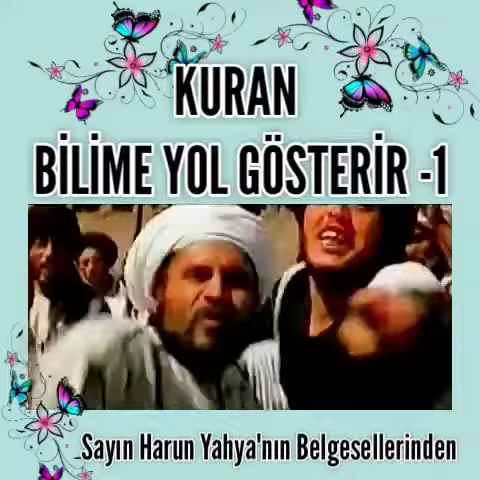 KURAN
BİLİME YOL GÖSTERİR -1
Sayın Harun Yahya'nın Belgesellerinden